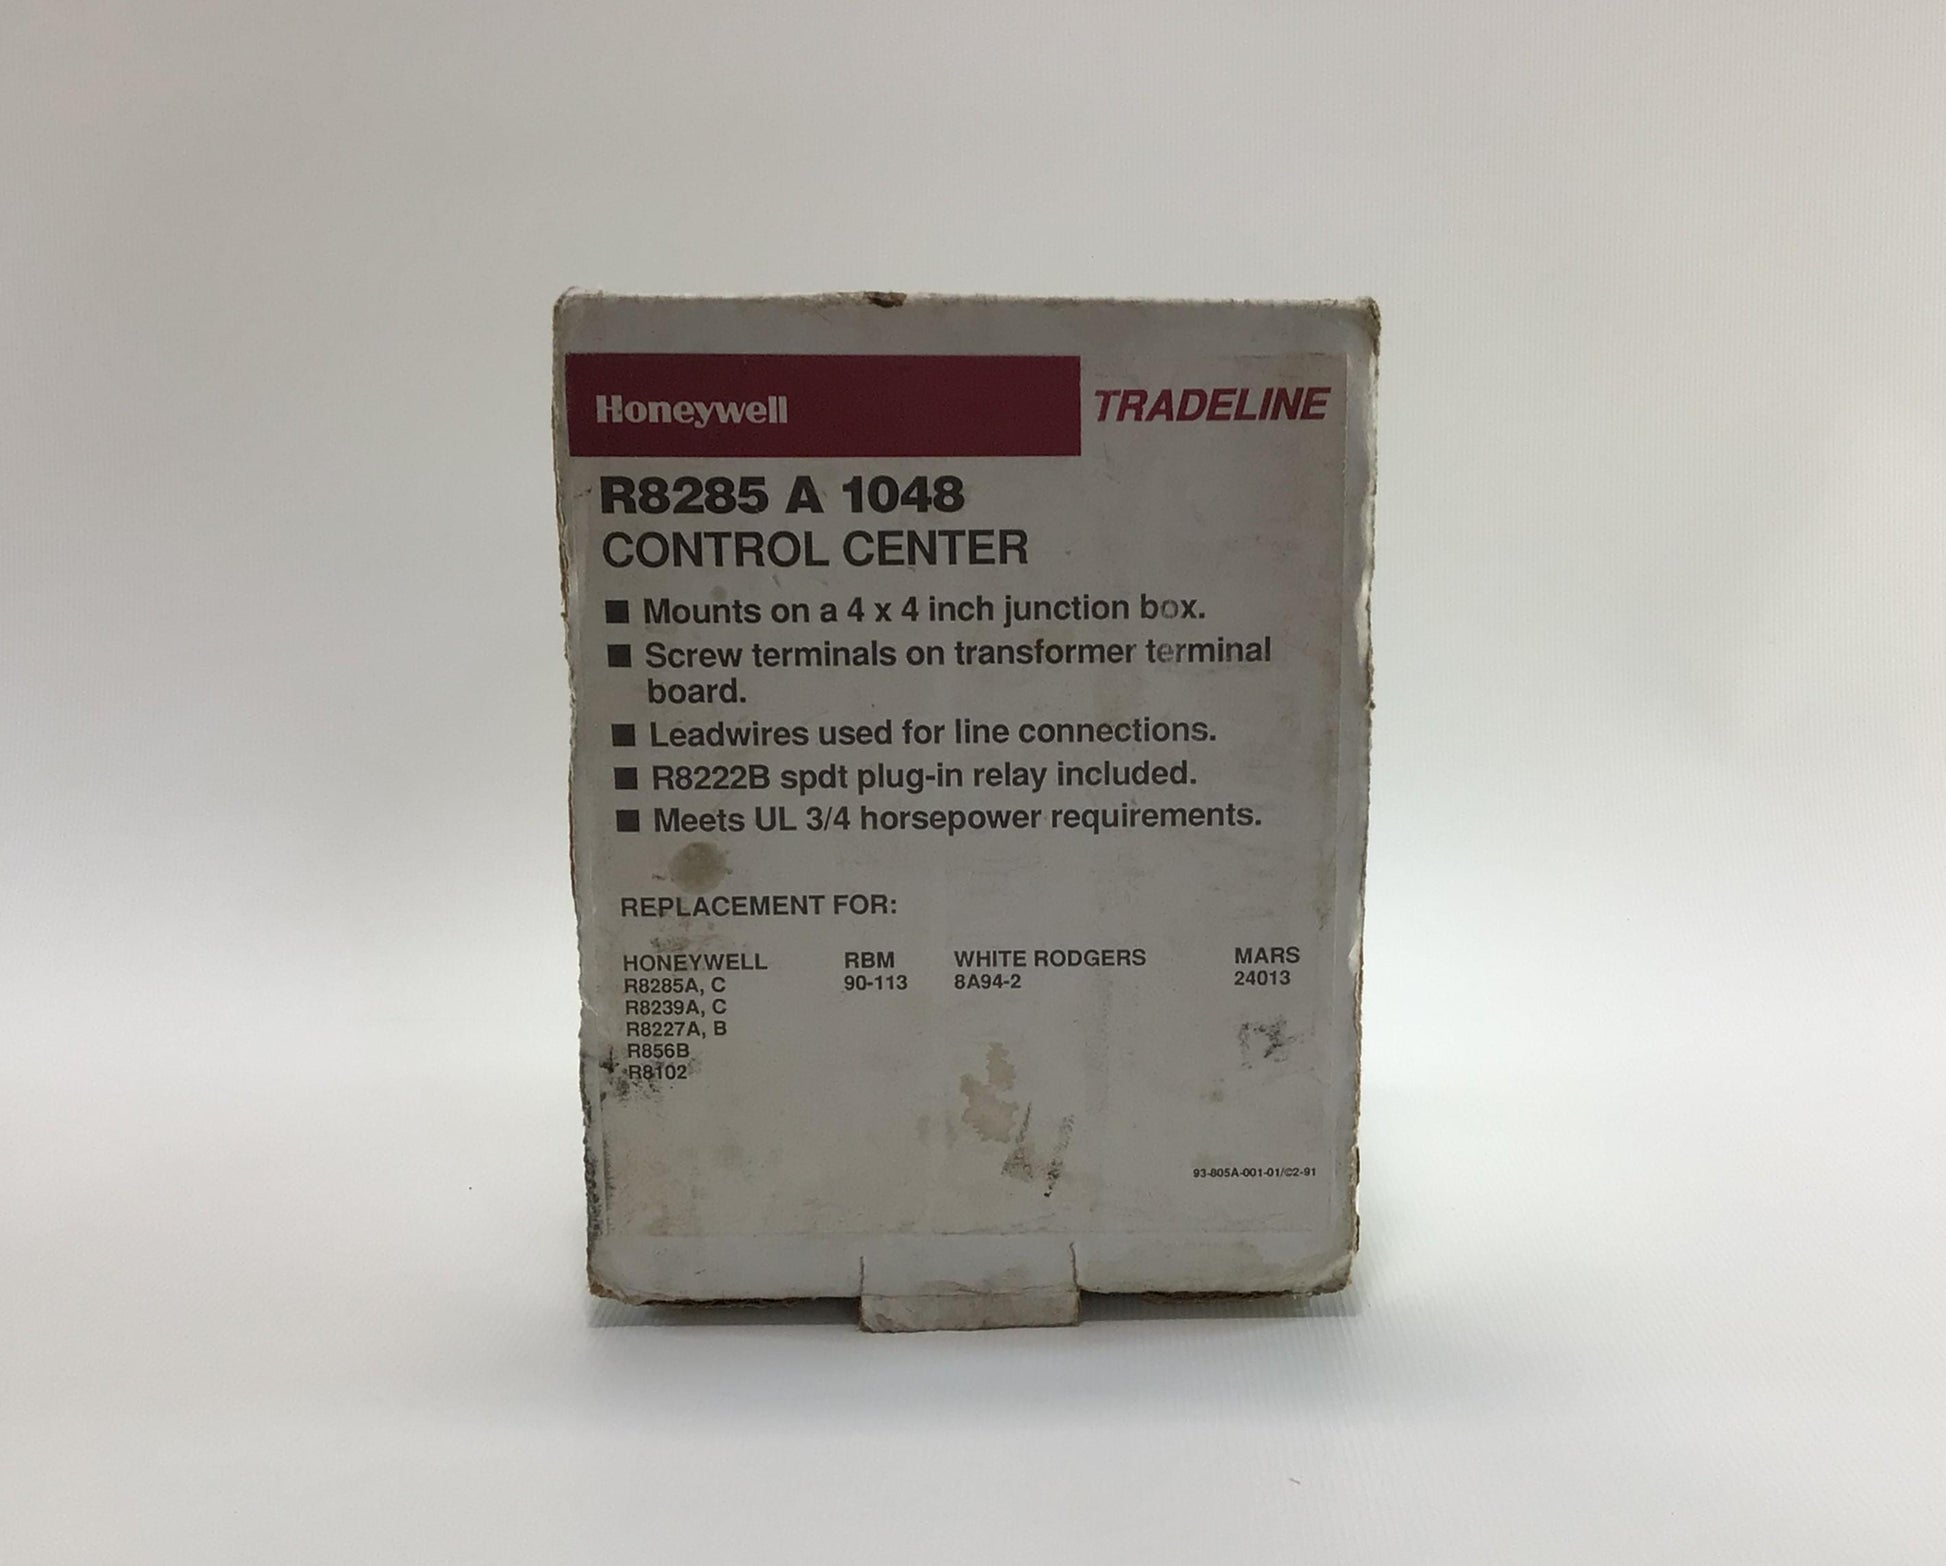 Honeywell TRADELINE
R8285 A 1048
CONTROL CENTER
■ Mounts on a 4 x 4 inch junction box.
■ Screw terminals on transformer terminal
board.
■ Leadwires used for line connections.
■ R8222B spdt plug-in relay included.
■ Meets UL 3/4 horsepower requirements.
REPLACEMENT FOR:
HONEYWELL RBM WHITE RODGERS MARS
R8285A, C 90-113 8A94-2 24013
R8239A, C
R8227A, B
R856B
R8102
93-805A-001-01/©2-91